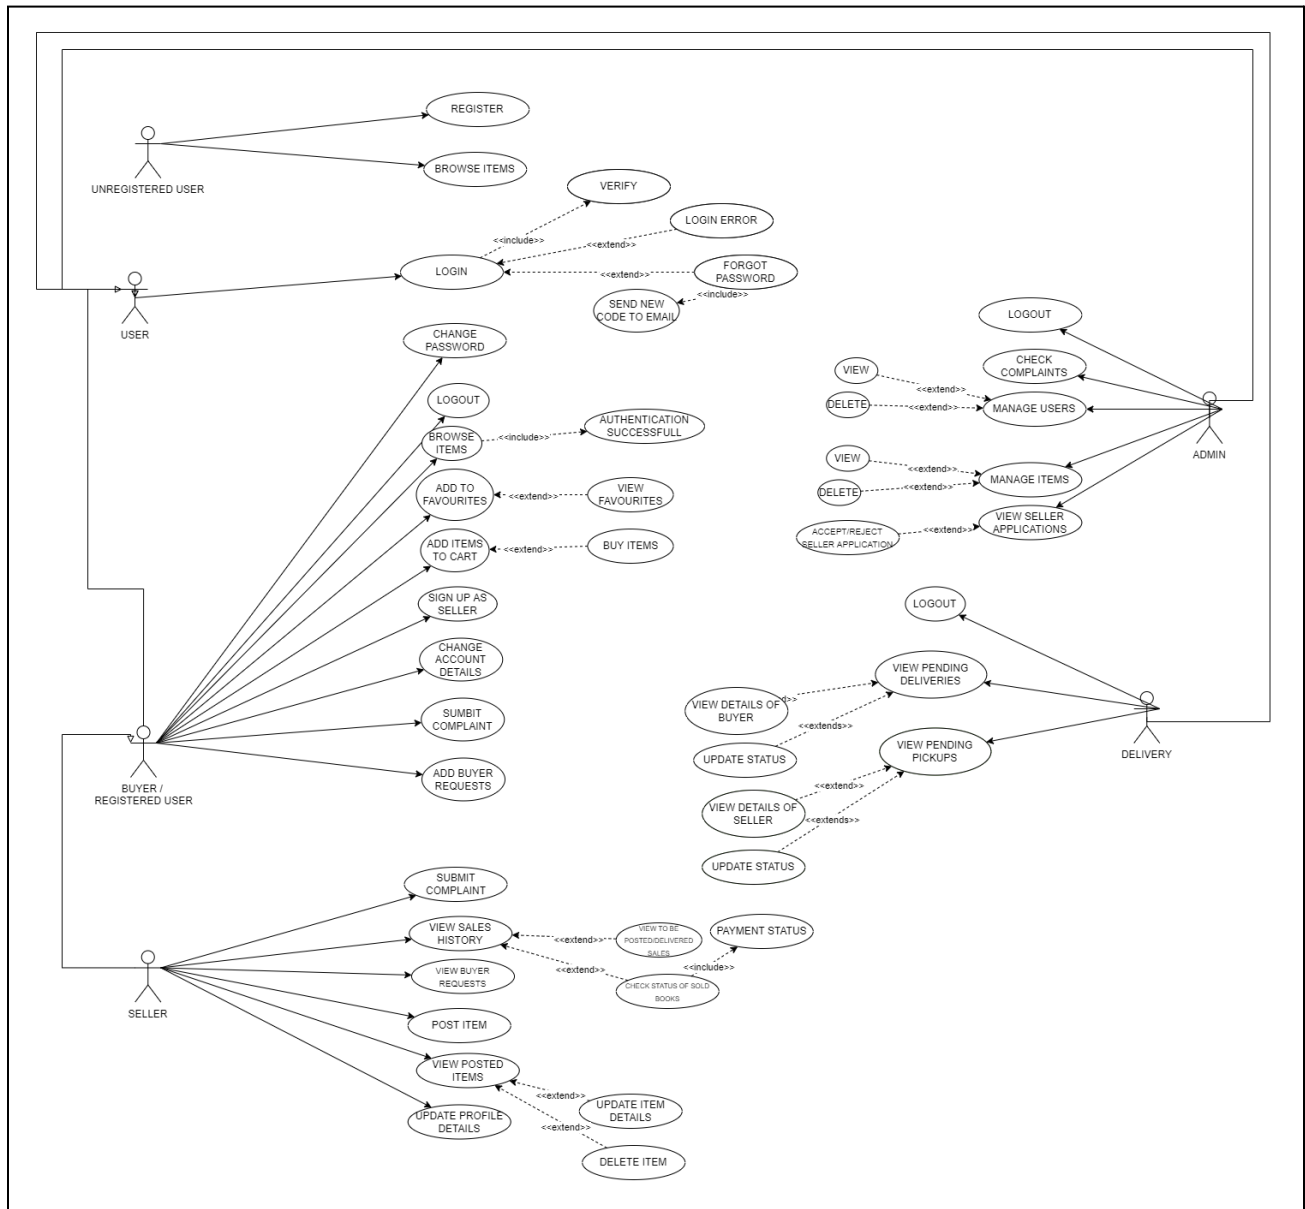 REGISTER
BROWSE ITEMS
UNREGISTERED USER
VERIFY
LOGIN ERROR
<<include>>
<<extend>>
LOGIN
<<extend>>
FORGOT
PASSWORD
<<include>>
SEND NEW
CODE TO EMAIL
USER
CHANGE
PASSWORD
LOGOUT
BROWSE
ITEMS
<<include>>
AUTHENTICATION
SUCCESSFULL
ADD TO
FAVOURITES
<<extend>>
VIEW
FAVOURITES
ADD ITEMS
TO CART
<<extend>>
BUY ITEMS
SIGN UP AS
SELLER
CHANGE
ACCOUNT
DETAILS
SUMBIT
COMPLAINT
ADD BUYER
REQUESTS
BUYER /
REGISTERED USER
LOGOUT
CHECK
COMPLAINTS
VIEW
<<extend>>
DELETE
<<extend>>
MANAGE USERS
ADMIN
VIEW
<<extend>>
DELETE
<<extend>>
MANAGE ITEMS
VIEW SELLER
APPLICATIONS
ACCEPT/REJECT
SELLER APPLICATION
<<extend>>
LOGOUT
VIEW PENDING
DELIVERIES
VIEW DETAILS OF
BUYER
d>>
<<extends>>
UPDATE STATUS
VIEW PENDING
PICKUPS
DELIVERY
<<extend>>
VIEW DETAILS OF
SELLER
<<extends>>
UPDATE STATUS
SUBMIT
COMPLAINT
VIEW SALES
HISTORY
<<extend>>
VIEW TO BE
POSTED/DELIVERED
SALES
PAYMENT STATUS
<<extend>>
<<include>>
CHECK STATUS OF SOLD
BOOKS
VIEW BUYER
REQUESTS
SELLER
POST ITEM
VIEW POSTED
ITEMS
<<extend>>
UPDATE ITEM
DETAILS
UPDATE PROFILE
DETAILS
<<extend>>
DELETE ITEM